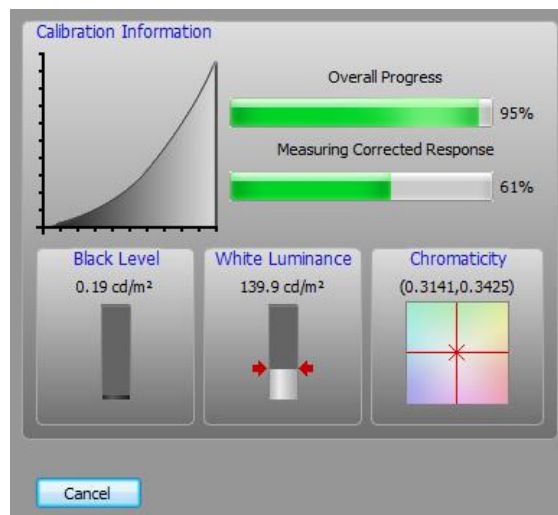 Calibration Information
Overall Progress
95%
Measuring Corrected Response
61%
Black Level
0.19 cd/m²
White Luminance
139.9 cd/m²
Chromaticity
(0.3141,0.3425)
Cancel